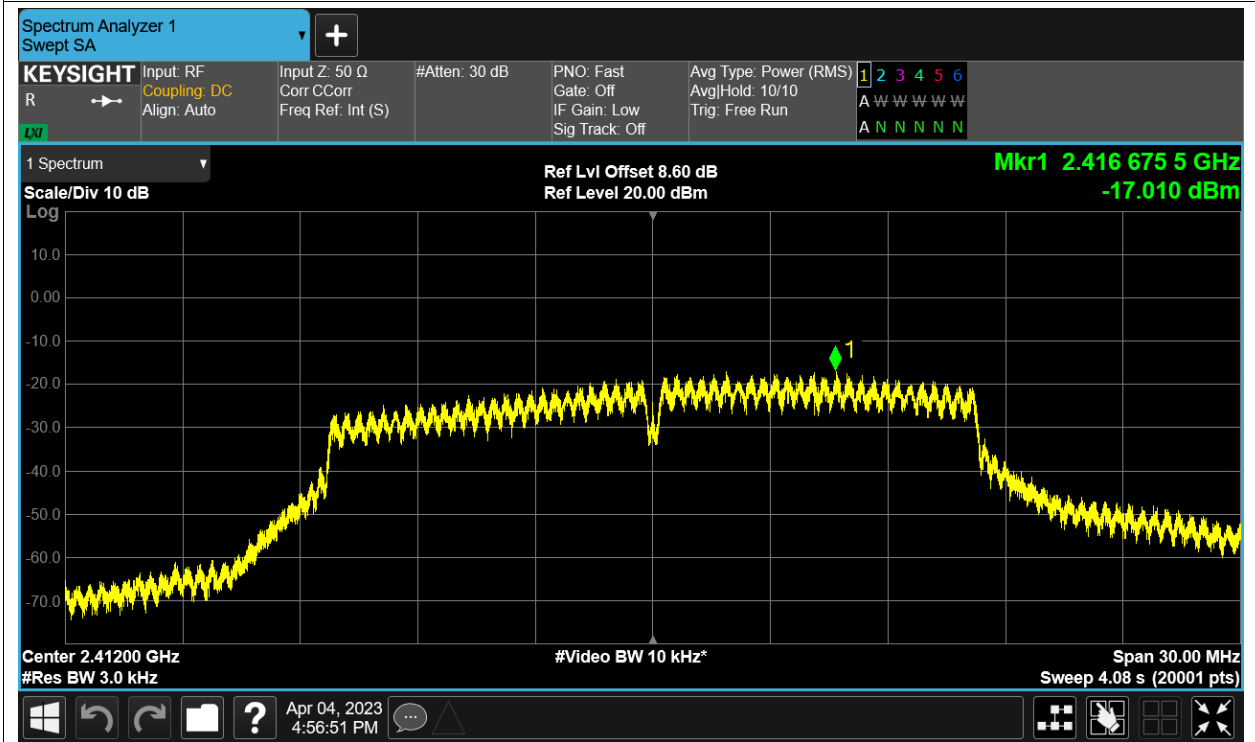 Spectrum Analyzer 1
Swept SA
+
KEYSIGHT
R
LXI
Input: RF
Coupling: DC
Align: Auto
Input Z: 50 Ω
Corr CCorr
Freq Ref: Int (S)
#Atten: 30 dB
PNO: Fast
Gate: Off
IF Gain: Low
Sig Track: Off
Avg Type: Power (RMS)
Avg|Hold: 10/10
Trig: Free Run
1 2 3 4 5 6
A W W W W W
A N N N N N
1 Spectrum
Scale/Div 10 dB
Log
Ref Lvl Offset 8.60 dB
Ref Level 20.00 dBm
Mkr1 2.416 675 5 GHz
-17.010 dBm
10.0
0.00
-10.0
1
-20.0
-30.0
-40.0
-50.0
-60.0
-70.0
Center 2.41200 GHz
#Res BW 3.0 kHz
#Video BW 10 kHz*
Span 30.00 MHz
Sweep 4.08 s (20001 pts)
?
Apr 04, 2023
4:56:51 PM